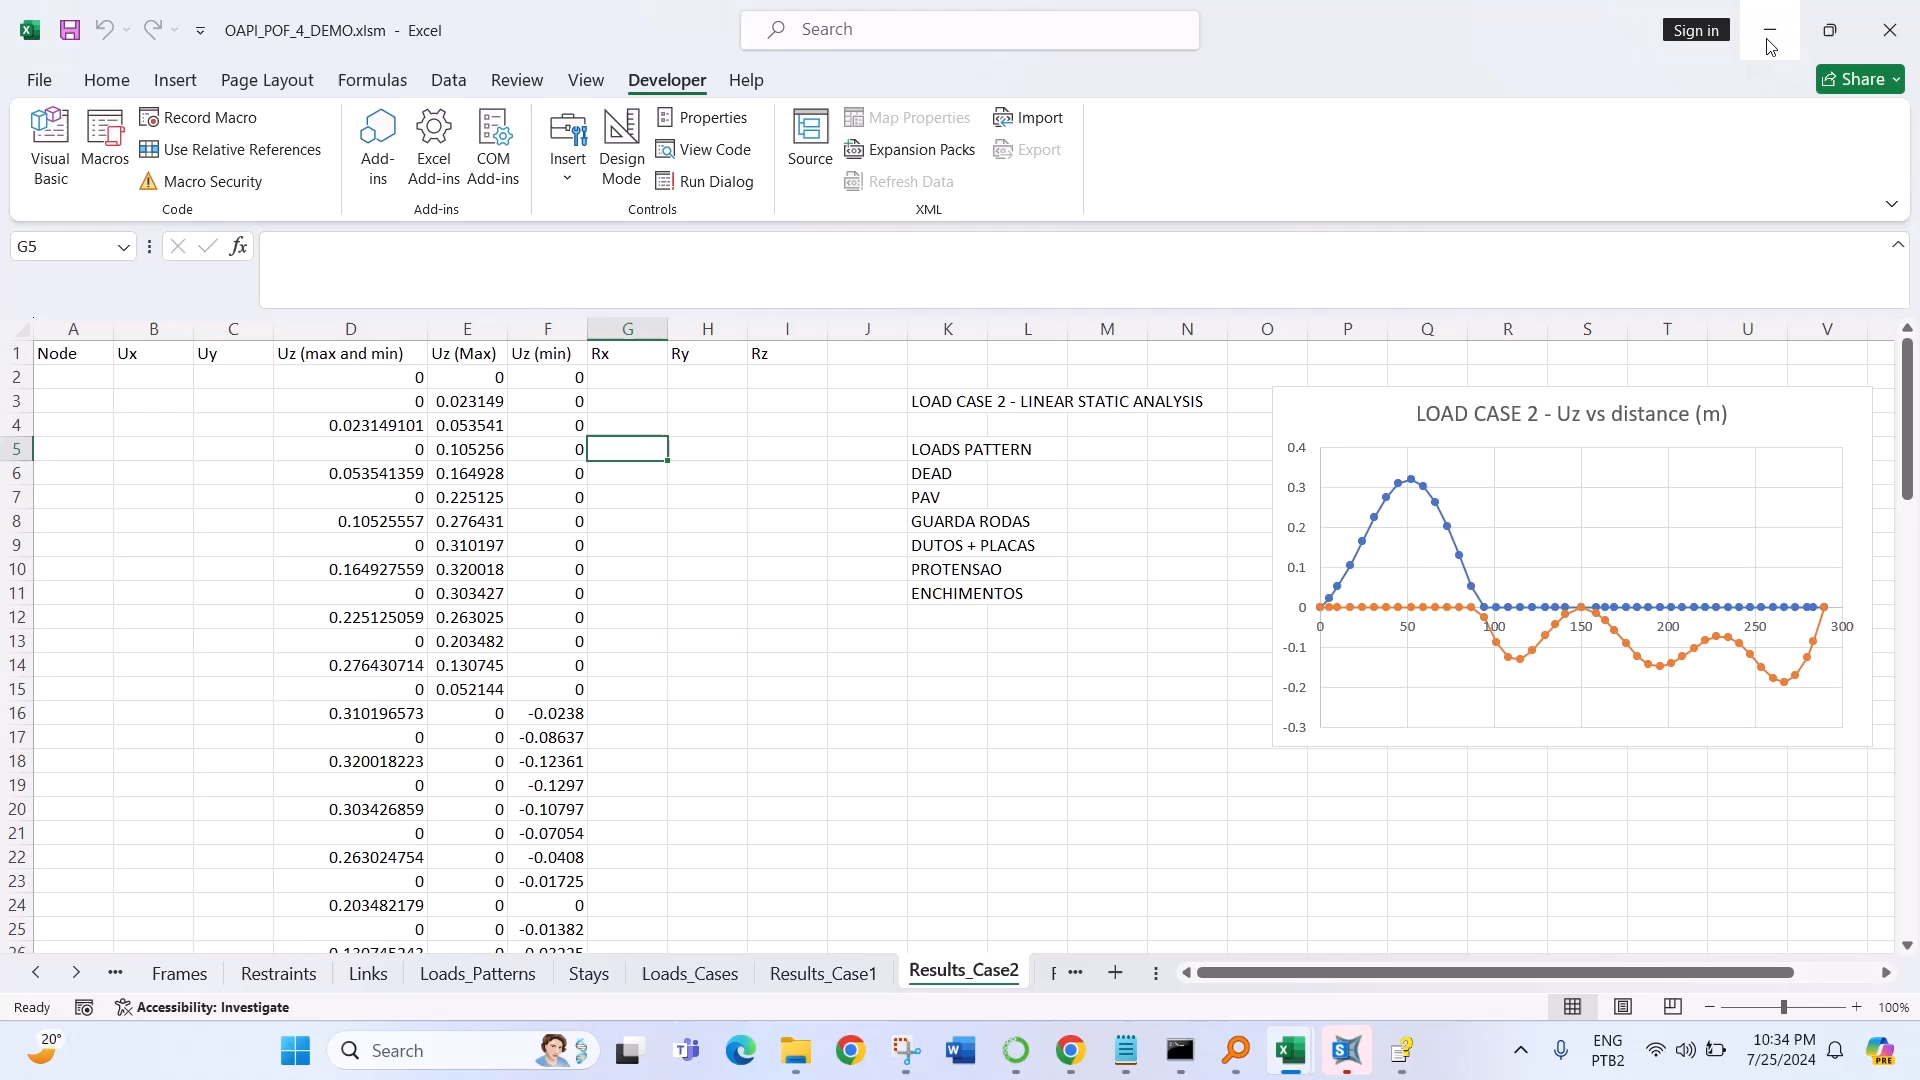 OAPI_POF_4_DEMO.xlsm - Excel
Search
Sign in
File Home Insert Page Layout Formulas Data Review View Developer Help
Share
Visual Basic
Macros
Record Macro
Use Relative References
Macro Security
Code
Add-ins
Excel Add-ins
COM Add-ins
Add-ins
Insert
Design Mode
Properties
View Code
Run Dialog
Controls
Source
Map Properties
Expansion Packs
Refresh Data
Import
Export
XML
G5
fx
A B C D E F G H I J K L M N O P Q R S T U V
1 Node Ux Uy Uz (max and min) Uz (Max) Uz (min) Rx Ry Rz
2 0 0 0
3 0 0.023149 0 LOAD CASE 2 - LINEAR STATIC ANALYSIS
4 0.023149101 0.053541 0
5 0 0.105256 0 LOADS PATTERN
6 0.053541359 0.164928 0 DEAD
7 0 0.225125 0 PAV
8 0.10525557 0.276431 0 GUARDA RODAS
9 0 0.310197 0 DUTOS + PLACAS
10 0.164927559 0.320018 0 PROTENSAO
11 0 0.303427 0 ENCHIMENTOS
12 0.225125059 0.263025 0
13 0 0.203482 0
14 0.276430714 0.130745 0
15 0 0.052144 0
16 0.310196573 0 -0.0238
17 0 0 -0.08637
18 0.320018223 0 -0.12361
19 0 0 -0.1297
20 0.303426859 0 -0.10797
21 0 0 -0.07054
22 0.263024754 0 -0.0408
23 0 0 -0.01725
24 0.203482179 0 0
25 0 0 -0.01382
LOAD CASE 2 - Uz vs distance (m)
0.4
0.3
0.2
0.1
0
0 50 100 150 200 250 300
-0.1
-0.2
-0.3
Frames Restraints Links Loads_Patterns Stays Loads_Cases Results_Case1 Results_Case2
Ready
Accessibility: Investigate
100%
20°
Search
ENG
PTB2
10:34 PM
7/25/2024
PRE